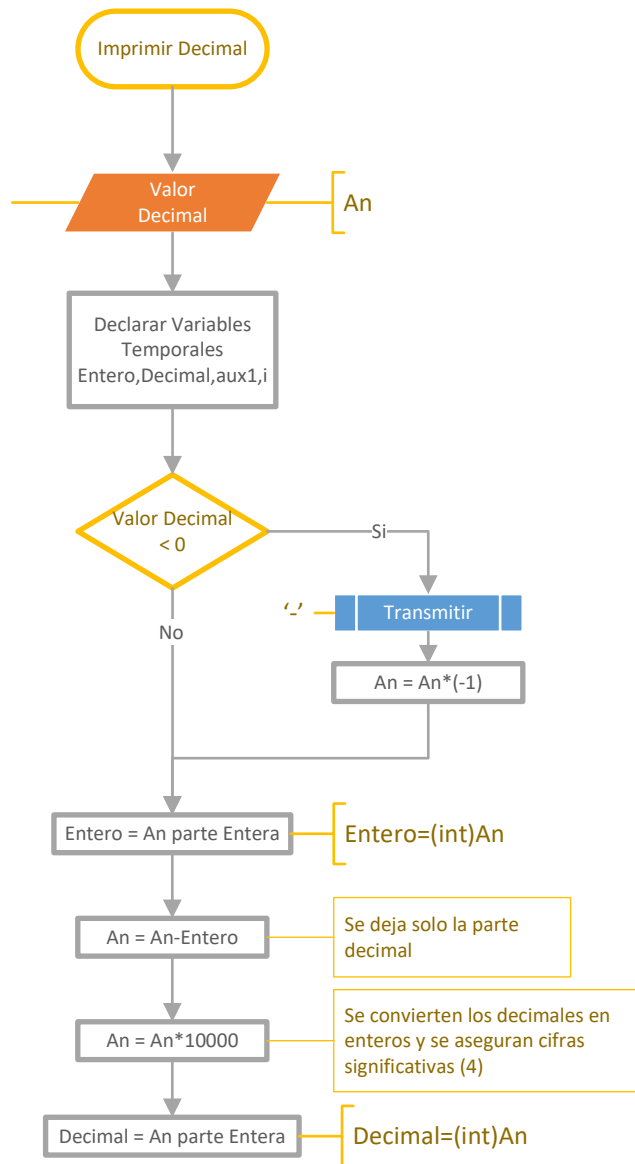 Imprimir Decimal
Valor
Decimal
An
Declarar Variables
Temporales
Entero,Decimal,aux1,i
Valor Decimal
< 0
Si
‘-’
Transmitir
No
An = An*(-1)
Entero = An parte Entera
Entero=(int)An
An = An-Entero
Se deja solo la parte
decimal
An = An*10000
Se convierten los decimales en
enteros y se aseguran cifras
significativas (4)
Decimal = An parte Entera
Decimal=(int)An